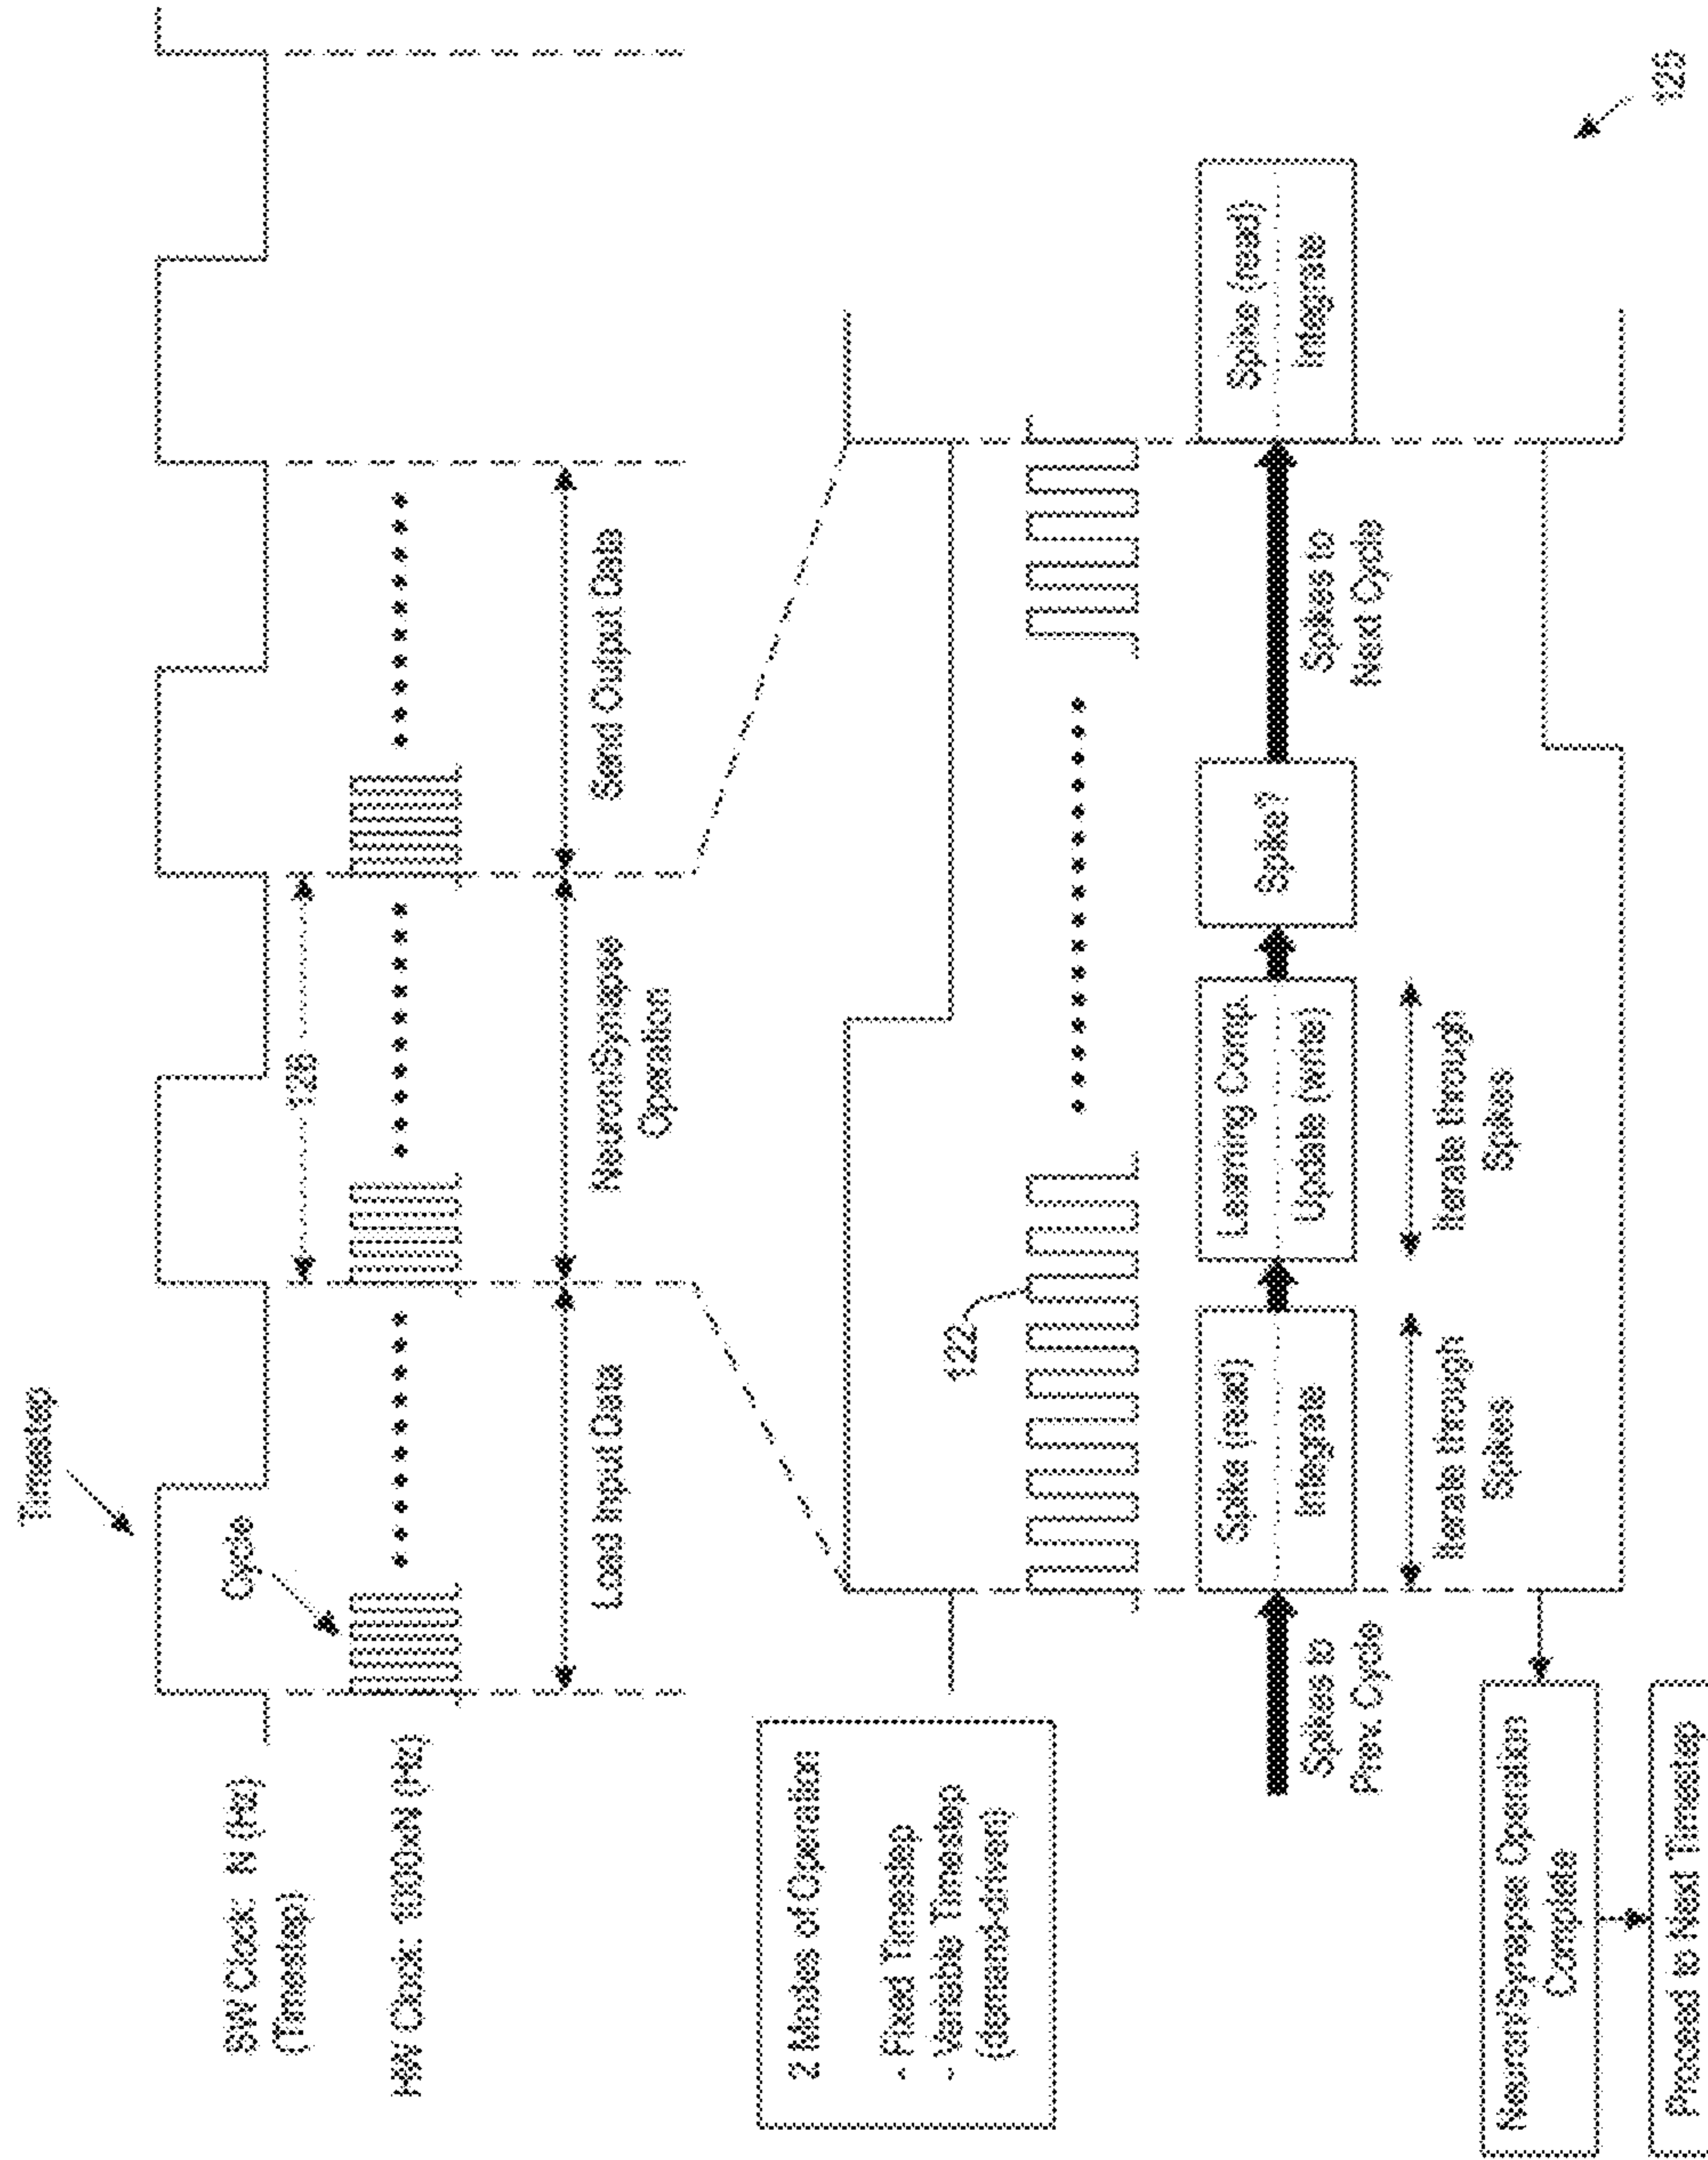 Timestep
SW Clock: N (Hz)
(Timestep)
Cycle
128
HW Clock: 1000xN (Hz)
Load Input Data
Neuron/Synapse
Operation
Send Output Data
2 Modes of Operation
- Fixed Timestep
- Variable Timestep
(demand-driven)
122
Spikes to
Prev Cycle
Spike (read)
Integrate
Learning Comp.
Update (write)
Spike?
Spikes to
Next Cycle
Spike (read)
Integrate
Iterate through
Spikes
Iterate through
Spikes
Neuron/Synapse Operation
Complete
Proceed to Next Timestep